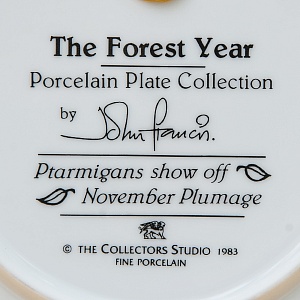 The Forest Year
Porcelain Plate Collection
by John Francis.
Ptarmigans show off
November Plumage
© THE COLLECTORS STUDIO 1983
FINE PORCELAIN